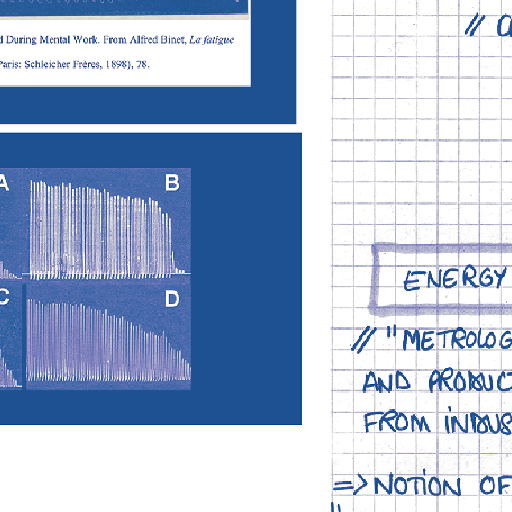 d During Mental Work. From Alfred Binet, La fatigue
Paris: Schleicher Frères, 1898), 78.
A
B
C
D
//
ENERGY
// "METROLOG
AND PRODUCT
FROM INDUS
=> NOTION OF
"